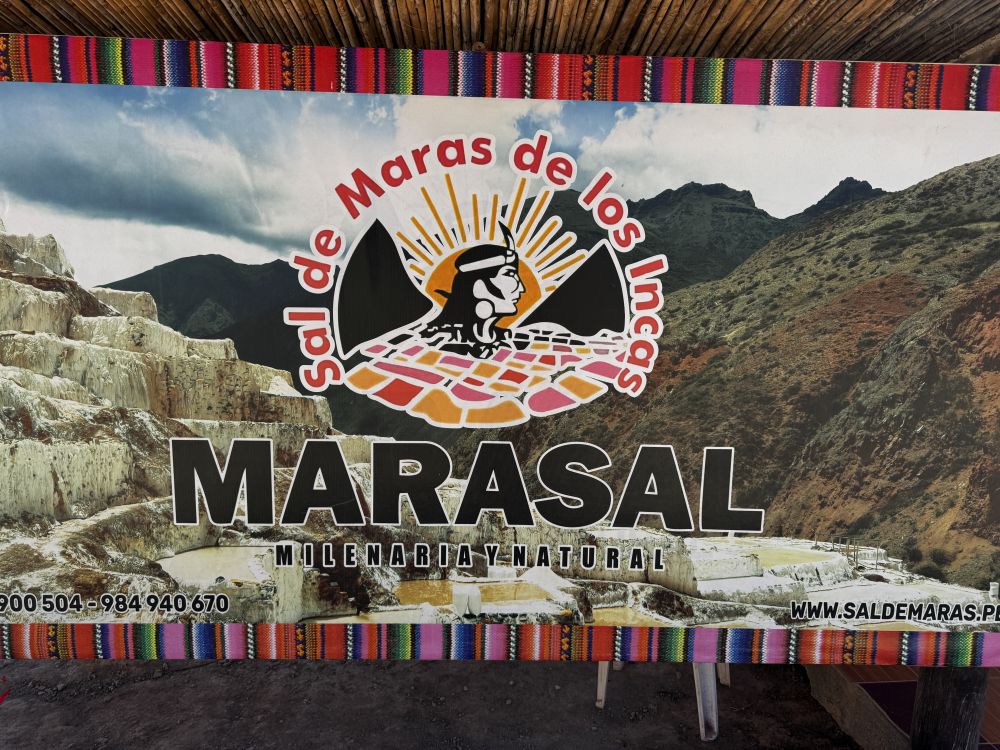 Sal de Maras de los Incas
MARASAL
MILENARIA Y NATURAL
900 504 - 984 940 670
WWW.SALDEMARAS.PE